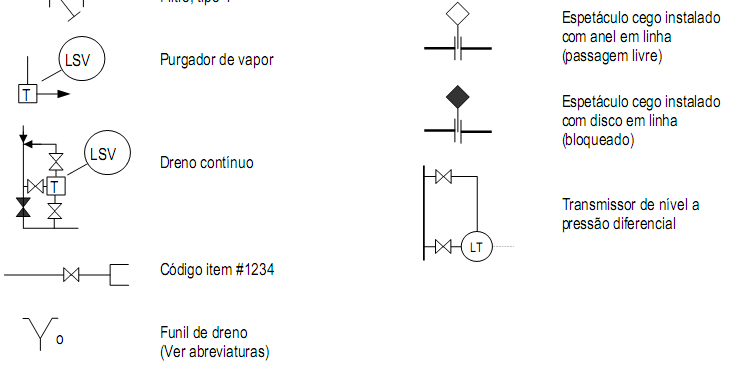 Filtro, tipo Y
LSV
T
Purgador de vapor
LSV
T
Dreno contínuo
Código item #1234
o
Funil de dreno
(Ver abreviaturas)
Espetáculo cego instalado
com anel em linha
(passagem livre)
Espetáculo cego instalado
com disco em linha
(bloqueado)
LT
Transmissor de nível a
pressão diferencial